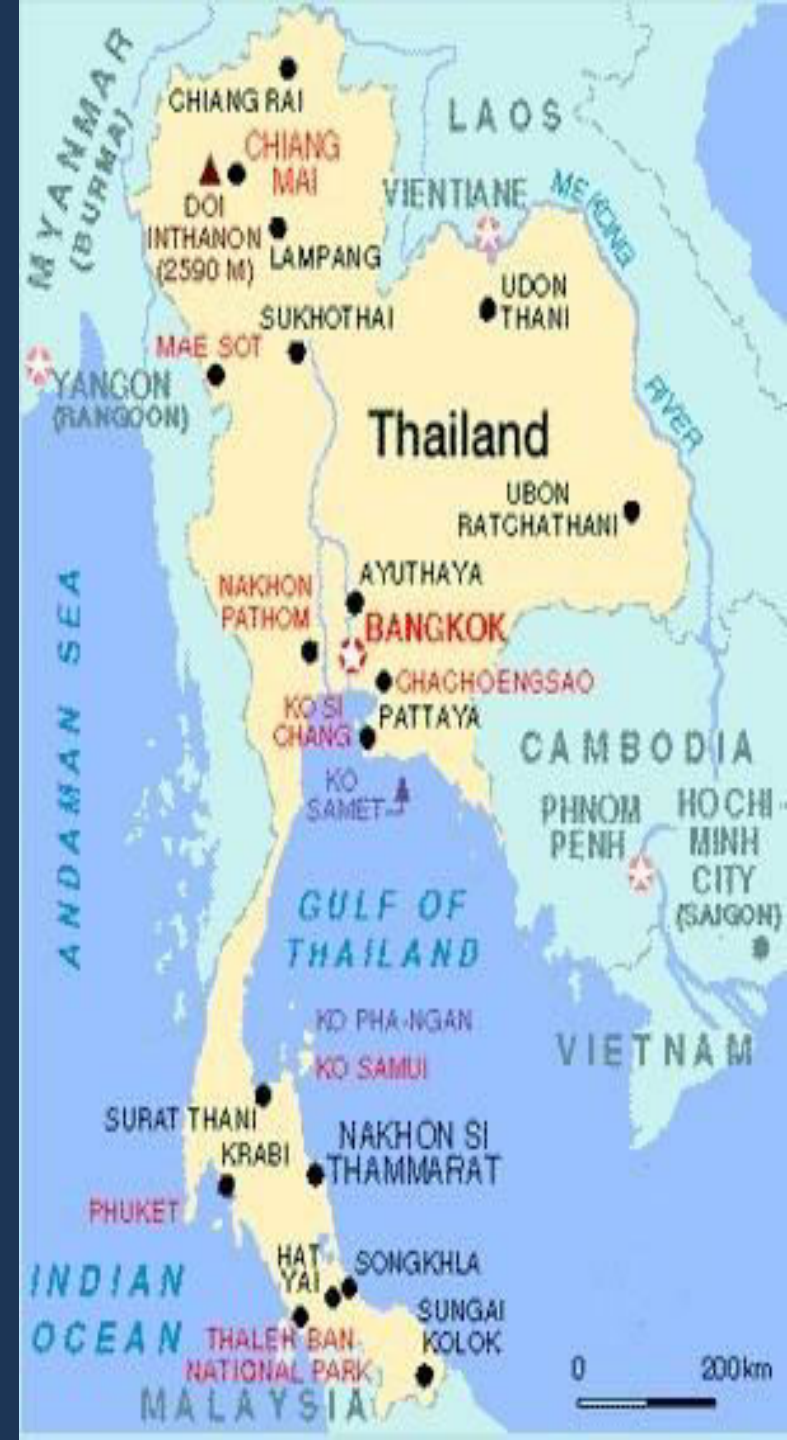 MYANMAR
(BURMA)
CHIANG RAI
LAOS
CHIANG
MAI
DOI
INTHANON
(2590 M)
LAMPANG
VIENTIANE
MEKONG
RIVER
UDON
THANI
SUKHOTHAI
MAE SOT
YANGON
(RANGOON)
Thailand
UBON
RATCHATHANI
AYUTHAYA
NAKHON
PATHOM
BANGKOK
CHACHOENGSAO
KO SI
CHANG
PATTAYA
CAMBODIA
KO
SAMET
PHNOM
PENH
HO CHI-
MINH
CITY
(SAIGON)
ANDAMAN SEA
GULF OF
THAILAND
KO PHA-NGAN
KO SAMUI
VIETNAM
SURAT THANI
KRABI
NAKHON SI
THAMMARAT
PHUKET
HAT
YAI
SONGKHLA
INDIAN
OCEAN
SUNGAI
KOLOK
THALEH BAN
NATIONAL PARK
MALAYSIA
0 200 km